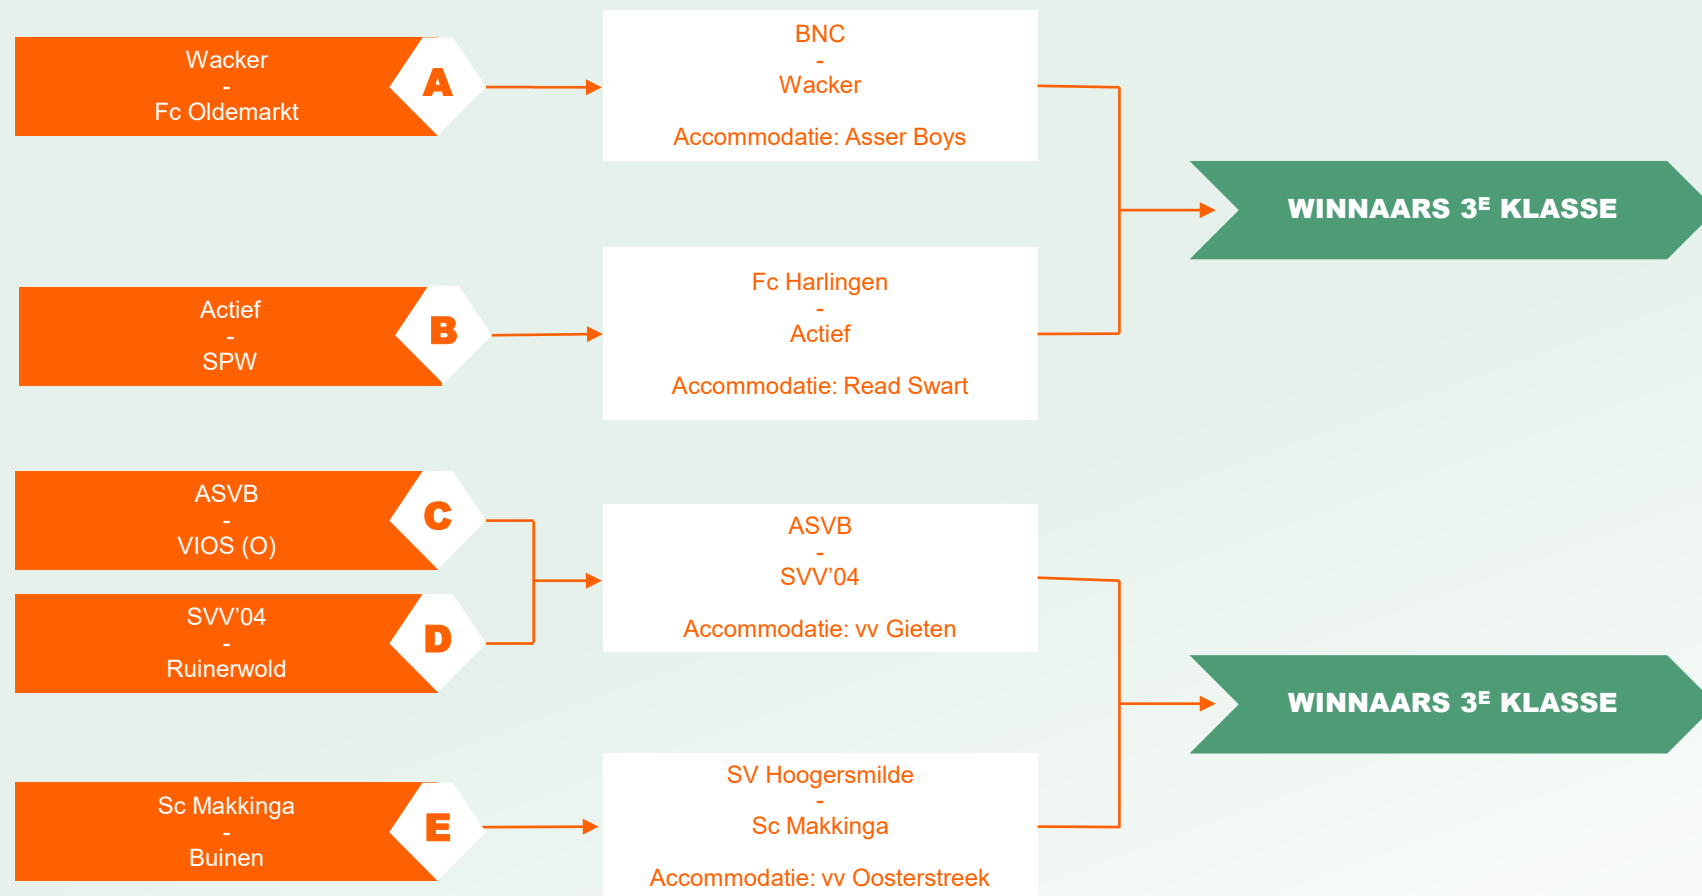 Wacker
-
Fc Oldemarkt
A
BNC
-
Wacker
Accommodatie: Asser Boys
WINNAARS 3E KLASSE
Actief
-
SPW
B
Fc Harlingen
-
Actief
Accommodatie: Read Swart
ASVB
-
VIOS (O)
C
SVV’04
-
Ruinerwold
D
ASVB
-
SVV’04
Accommodatie: vv Gieten
WINNAARS 3E KLASSE
Sc Makkinga
-
Buinen
E
SV Hoogersmilde
-
Sc Makkinga
Accommodatie: vv Oosterstreek